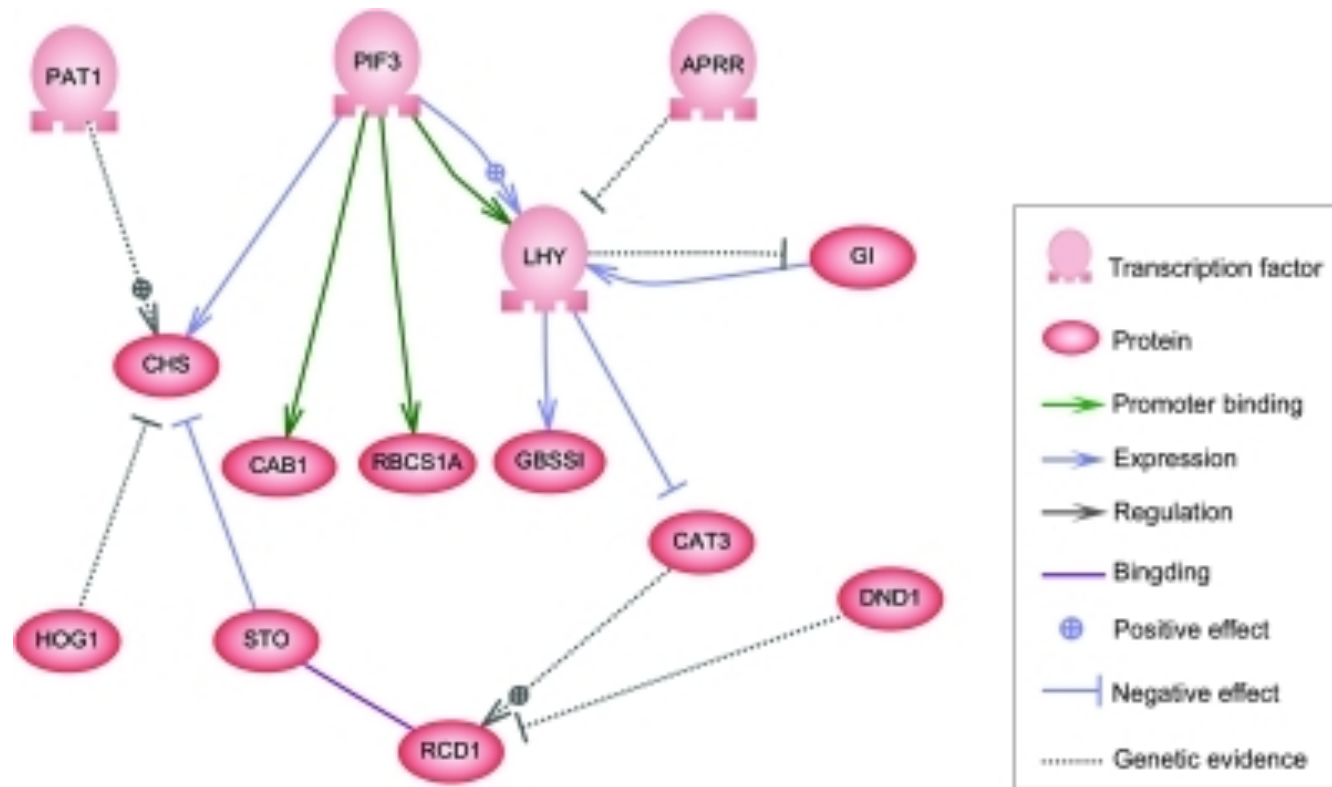 PAT1
PIF3
APRR
LHY
GI
CHS
CAB1
RBCS1A
GBSSI
CAT3
DND1
HOG1
STO
RCD1
Transcription factor
Protein
Promoter binding
Expression
Regulation
Bingding
Positive effect
Negative effect
Genetic evidence